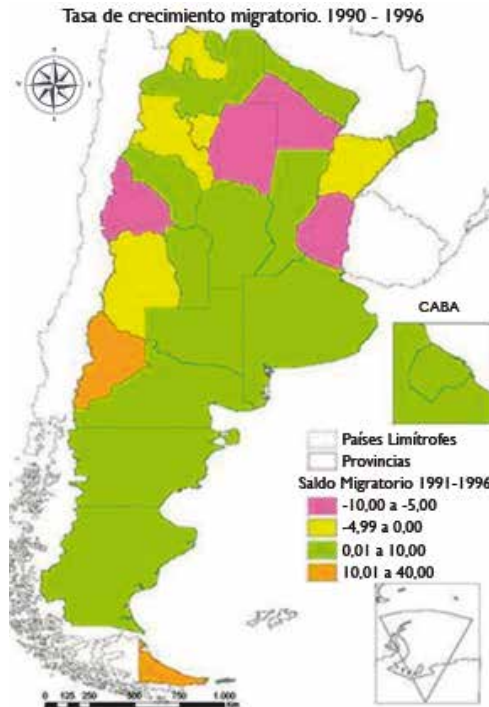 Tasa de crecimiento migratorio. 1990 - 1996
N
CABA
Países Limítrofes
Provincias
Saldo Migratorio 1991-1996
-10,00 a -5,00
-4,99 a 0,00
0,01 a 10,00
10,01 a 40,00
0 125 250 500 750 1.000
Km